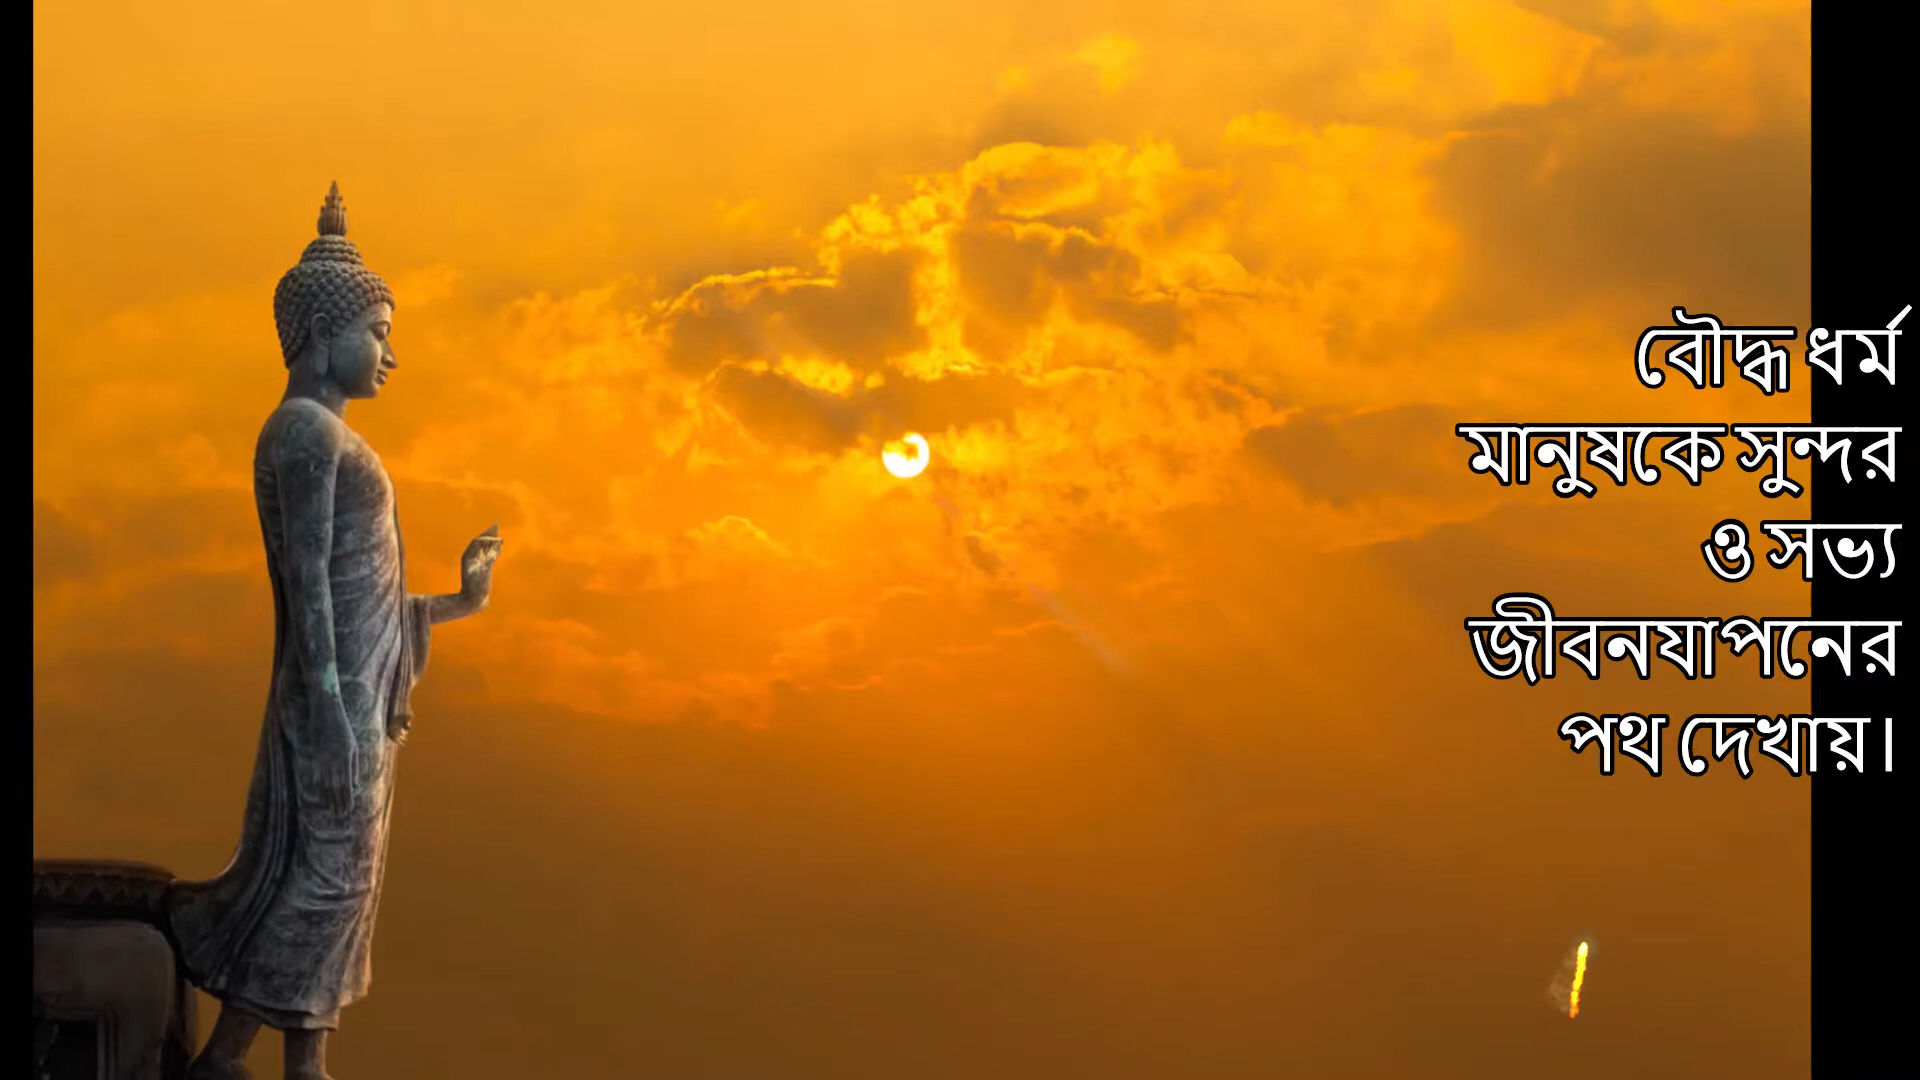 বৌদ্ধ ধর্ম
মানুষকে সুন্দর
ও সভ্য
জীবনযাপনের
পথ দেখায়।